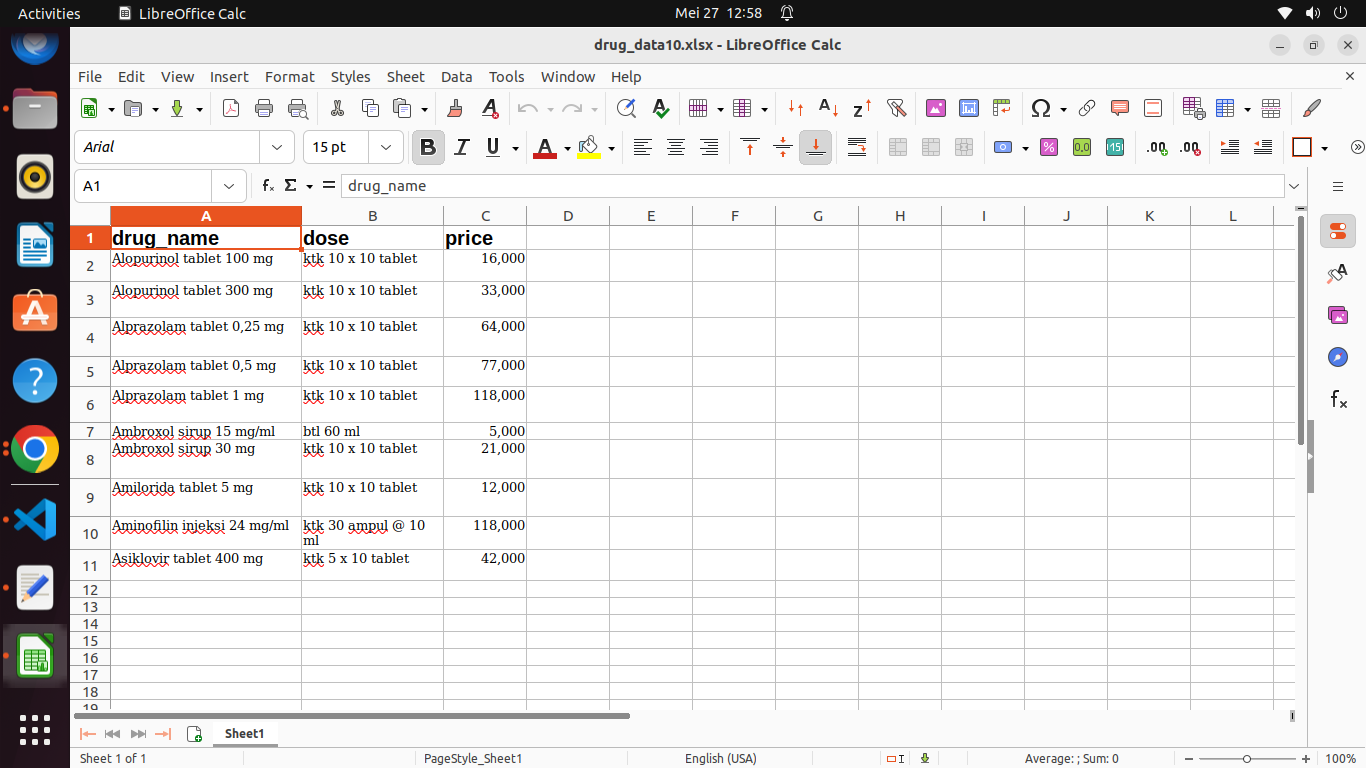 Activities LibreOffice Calc Mei 27 12:58
drug_data10.xlsx - LibreOffice Calc
File Edit View Insert Format Styles Sheet Data Tools Window Help
Arial 15 pt
A1 drug_name
A B C D E F G H I J K L
1 drug_name dose price
2 Alopurinol tablet 100 mg ktk 10 x 10 tablet 16,000
3 Alopurinol tablet 300 mg ktk 10 x 10 tablet 33,000
4 Alprazolam tablet 0,25 mg ktk 10 x 10 tablet 64,000
5 Alprazolam tablet 0,5 mg ktk 10 x 10 tablet 77,000
6 Alprazolam tablet 1 mg ktk 10 x 10 tablet 118,000
7 Ambroxol sirup 15 mg/ml btl 60 ml 5,000
8 Ambroxol sirup 30 mg ktk 10 x 10 tablet 21,000
9 Amilorida tablet 5 mg ktk 10 x 10 tablet 12,000
10 Aminofilin injeksi 24 mg/ml ktk 30 ampul @ 10 118,000
ml
11 Asiklovir tablet 400 mg ktk 5 x 10 tablet 42,000
12
13
14
15
16
17
18
19
Sheet1
Sheet 1 of 1 PageStyle_Sheet1 English (USA) Average: ; Sum: 0 100%